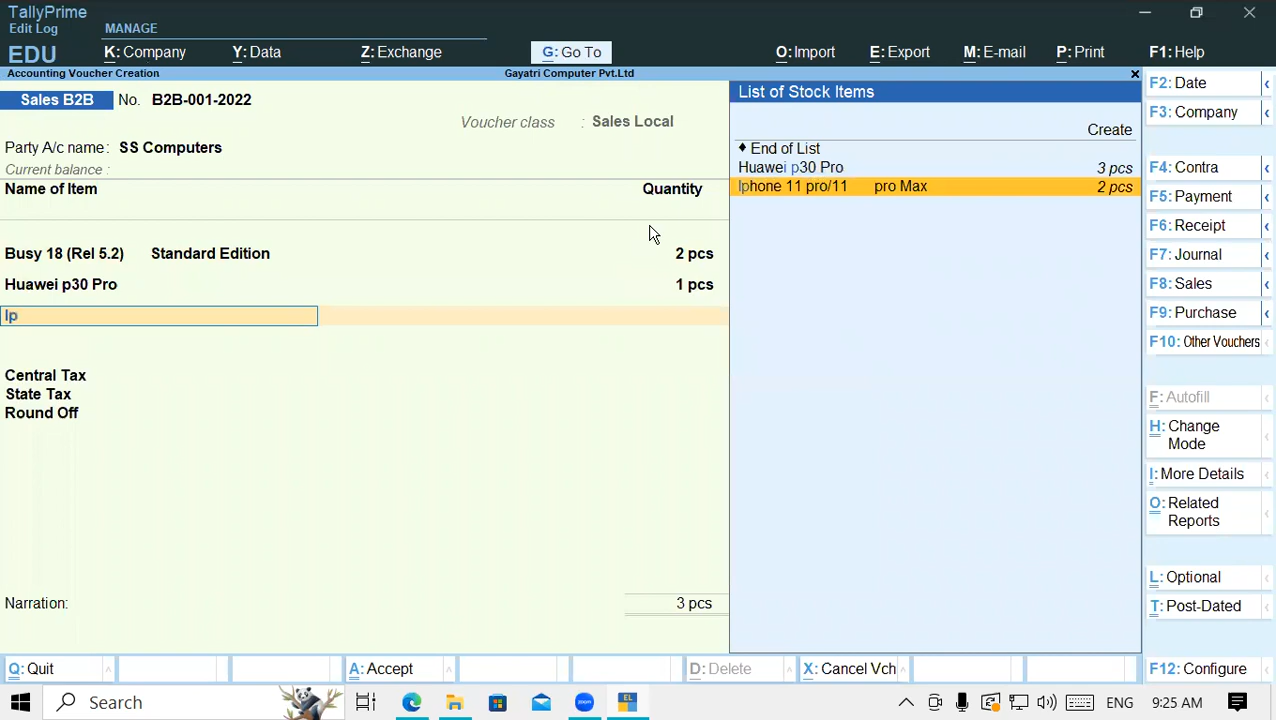 TallyPrime
Edit Log
MANAGE
EDU
K: Company
Y: Data
Z: Exchange
G: Go To
O: Import
E: Export
M: E-mail
P: Print
F1: Help
Accounting Voucher Creation
Gayatri Computer Pvt.Ltd
Sales B2B No. B2B-001-2022
Voucher class : Sales Local
Party A/c name : SS Computers
Current balance :
Name of Item Quantity
Busy 18 (Rel 5.2) Standard Edition 2 pcs
Huawei p30 Pro 1 pcs
Ip
Central Tax
State Tax
Round Off
Narration: 3 pcs
List of Stock Items
Create
♦ End of List
Huawei p30 Pro 3 pcs
Iphone 11 pro/11 pro Max 2 pcs
F2: Date
F3: Company
F4: Contra
F5: Payment
F6: Receipt
F7: Journal
F8: Sales
F9: Purchase
F10: Other Vouchers
F: Autofill
H: Change
Mode
I: More Details
O: Related
Reports
L: Optional
T: Post-Dated
F12: Configure
Q: Quit
A: Accept
D: Delete
X: Cancel Vch
Search
zoom
EL
ENG
9:25 AM